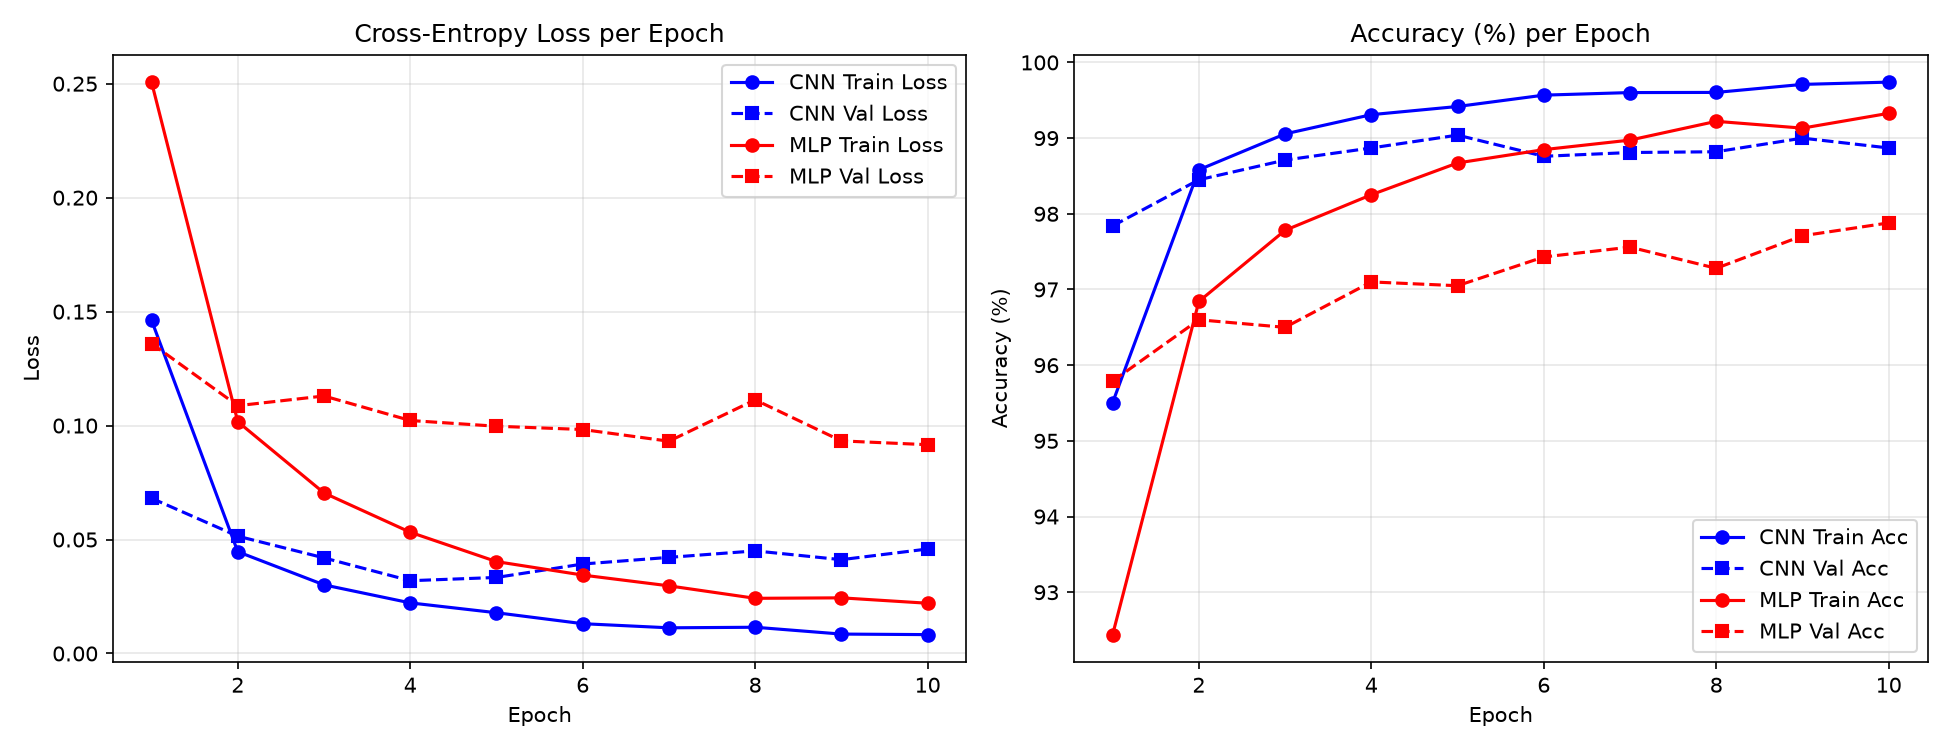 Cross-Entropy Loss per Epoch
0.25
0.20
0.15
0.10
0.05
0.00
Loss
2 4 6 8 10
Epoch
CNN Train Loss
CNN Val Loss
MLP Train Loss
MLP Val Loss
Accuracy (%) per Epoch
100
99
98
97
96
95
94
93
Accuracy (%)
2 4 6 8 10
Epoch
CNN Train Acc
CNN Val Acc
MLP Train Acc
MLP Val Acc